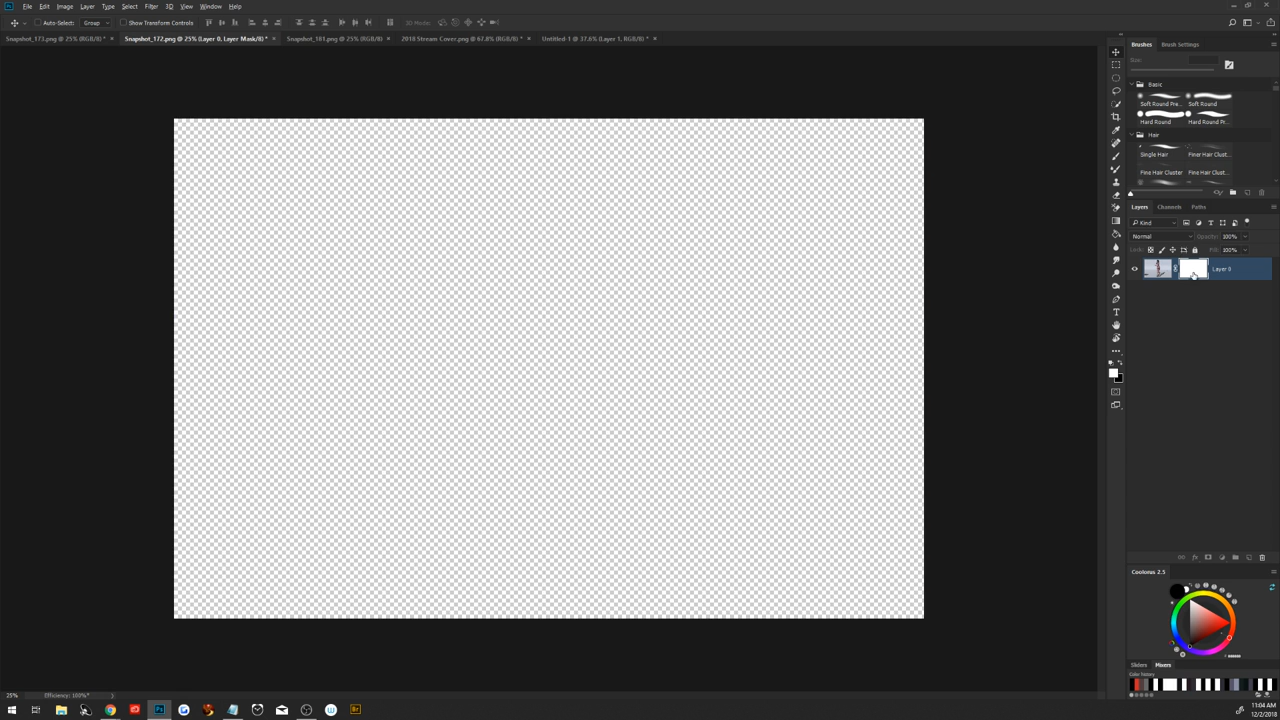 File Edit Image Layer Type Select Filter 3D View Window Help
Auto-Select: Group Show Transform Controls 3D Mode:
Snapshot_173.png @ 25% (RGB/8) * × Snapshot_172.png @ 25% (Layer 0, Layer Mask/8) * × Snapshot_181.png @ 25% (RGB/8) × 2018 Stream Cover.png @ 67.8% (RGB/8) * × Untitled-1 @ 37.6% (Layer 1, RGB/8) * ×
Brushes Brush Settings
Size:
Basic
Soft Round Pre... Soft Round
Hard Round Hard Round Pr...
Hair
Single Hair Finer Hair Clust...
Fine Hair Cluster Fine Hair Clust...
Layers Channels Paths
Kind
Normal Opacity: 100%
Lock: Fill: 100%
Layer 0
Coolorus 2.5
Sliders Mixers
Color history
25% Efficiency: 100%*
11:04 AM
12/2/2018